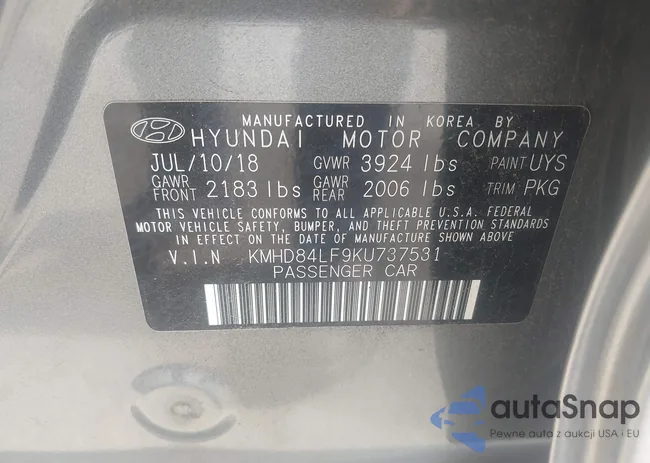 MANUFACTURED IN KOREA BY
HYUNDAI MOTOR COMPANY
JUL/10/18 GVWR 3924 lbs PAINT UYS
GAWR FRONT 2183 lbs GAWR REAR 2006 lbs TRIM PKG
THIS VEHICLE CONFORMS TO ALL APPLICABLE U.S.A. FEDERAL
MOTOR VEHICLE SAFETY, BUMPER, AND THEFT PREVENTION STANDARDS
IN EFFECT ON THE DATE OF MANUFACTURE SHOWN ABOVE.
V.I.N KMHD84LF9KU737531
PASSENGER CAR
autoSnap
Pewne auta z aukcji USA i EU